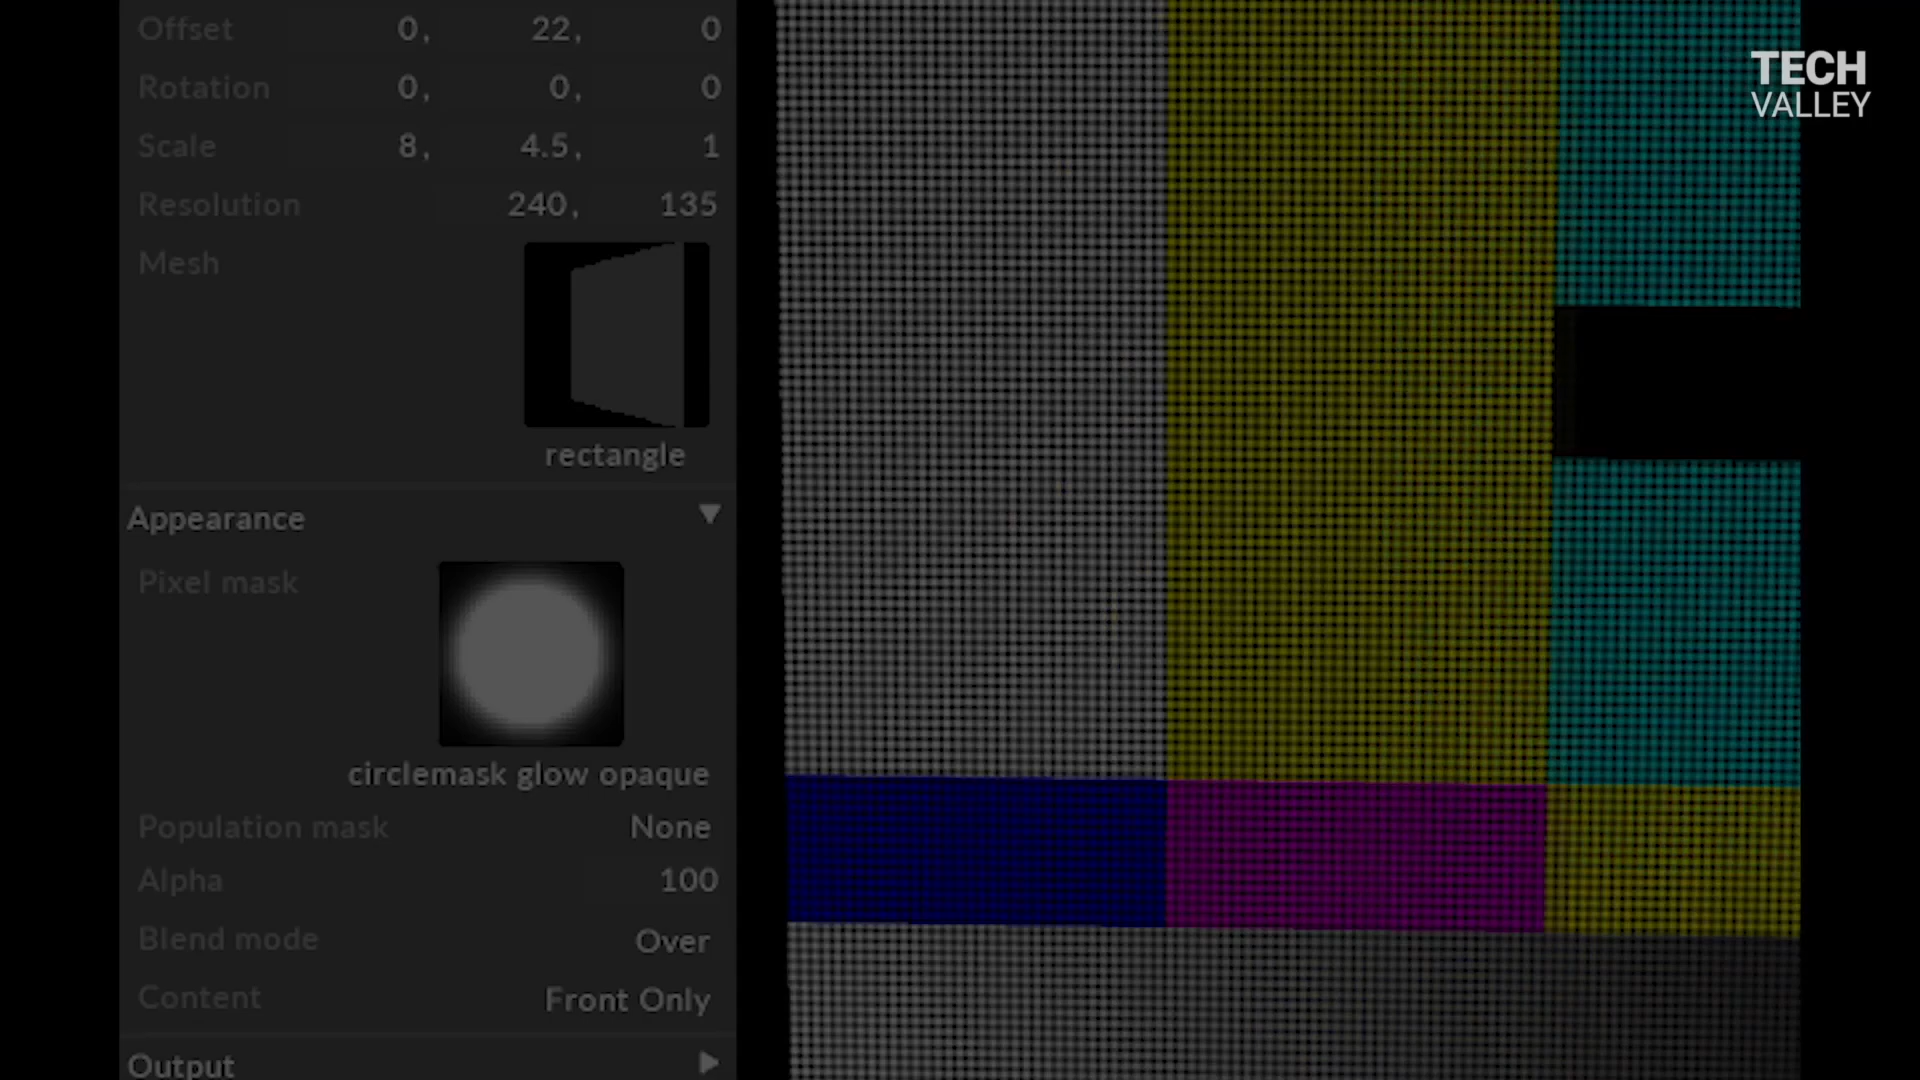 Offset 0, 22, 0
Rotation 0, 0, 0
Scale 8, 4.5, 1
Resolution 240, 135
Mesh
rectangle
Appearance
Pixel mask
circlemask glow opaque
Population mask None
Alpha 100
Blend mode Over
Content Front Only
Output
TECH
VALLEY